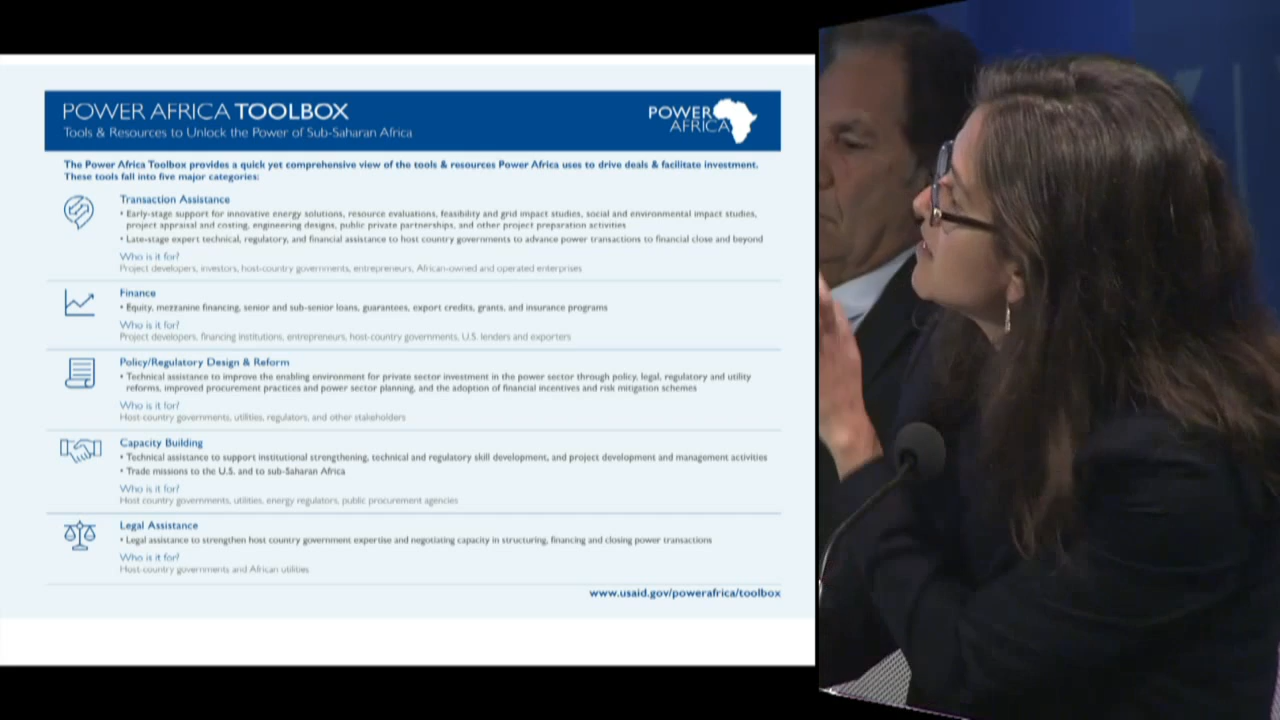 POWER AFRICA TOOLBOX
Tools & Resources to Unlock the Power of Sub-Saharan Africa
POWER
AFRICA
The Power Africa Toolbox provides a quick yet comprehensive view of the tools & resources Power Africa uses to drive deals & facilitate investment.
These tools fall into five major categories:
Transaction Assistance
• Early-stage support for innovative energy solutions, resource evaluations, feasibility and grid impact studies, social and environmental impact studies,
project appraisal and costing, engineering designs, public private partnerships, and other project preparation activities
• Late-stage expert technical, regulatory, and financial assistance to host country governments to advance power transactions to financial close and beyond
Who is it for?
Project developers, investors, host-country governments, entrepreneurs, African-owned and operated enterprises
Finance
• Equity, mezzanine financing, senior and sub-senior loans, guarantees, export credits, grants, and insurance programs
Who is it for?
Project developers, financing institutions, entrepreneurs, host-country governments, U.S. lenders and exporters
Policy/Regulatory Design & Reform
• Technical assistance to improve the enabling environment for private sector investment in the power sector through policy, legal, regulatory and utility
reforms, improved procurement practices and power sector planning, and the adoption of financial incentives and risk mitigation schemes
Who is it for?
Host-country governments, utilities, regulators, and other stakeholders
Capacity Building
• Technical assistance to support institutional strengthening, technical and regulatory skill development, and project development and management activities
• Trade missions to the U.S. and to sub-Saharan Africa
Who is it for?
Host country governments, utilities, energy regulators, public procurement agencies
Legal Assistance
• Legal assistance to strengthen host country government expertise and negotiating capacity in structuring, financing and closing power transactions
Who is it for?
Host-country governments and African utilities
www.usaid.gov/powerafrica/toolbox